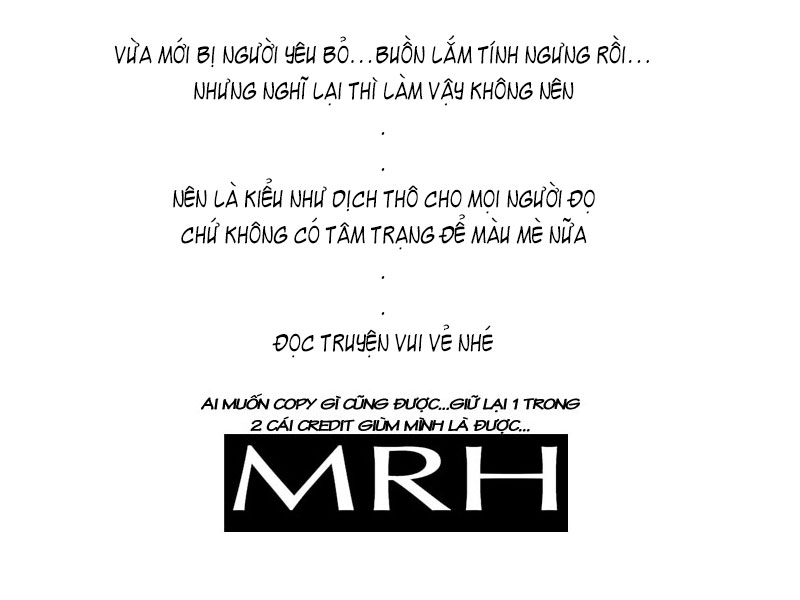 VỪA MỚI BỊ NGƯỜI YÊU BỎ...BUỒN LẮM TÍNH NGƯNG RỒI...
NHƯNG NGHĨ LẠI THÌ LÀM VẬY KHÔNG NÊN
.
.
NÊN LÀ KIỂU NHƯ DỊCH THÔ CHO MỌI NGƯỜI ĐỌ
CHỨ KHÔNG CÓ TÂM TRẠNG ĐỂ MÀU MÈ NỮA
.
.
ĐỌC TRUYỆN VUI VẺ NHÉ
AI MUỐN COPY GÌ CŨNG ĐƯỢC...GIỮ LẠI 1 TRONG
2 CÁI CREDIT GIÙM MÌNH LÀ ĐƯỢC...
MRH